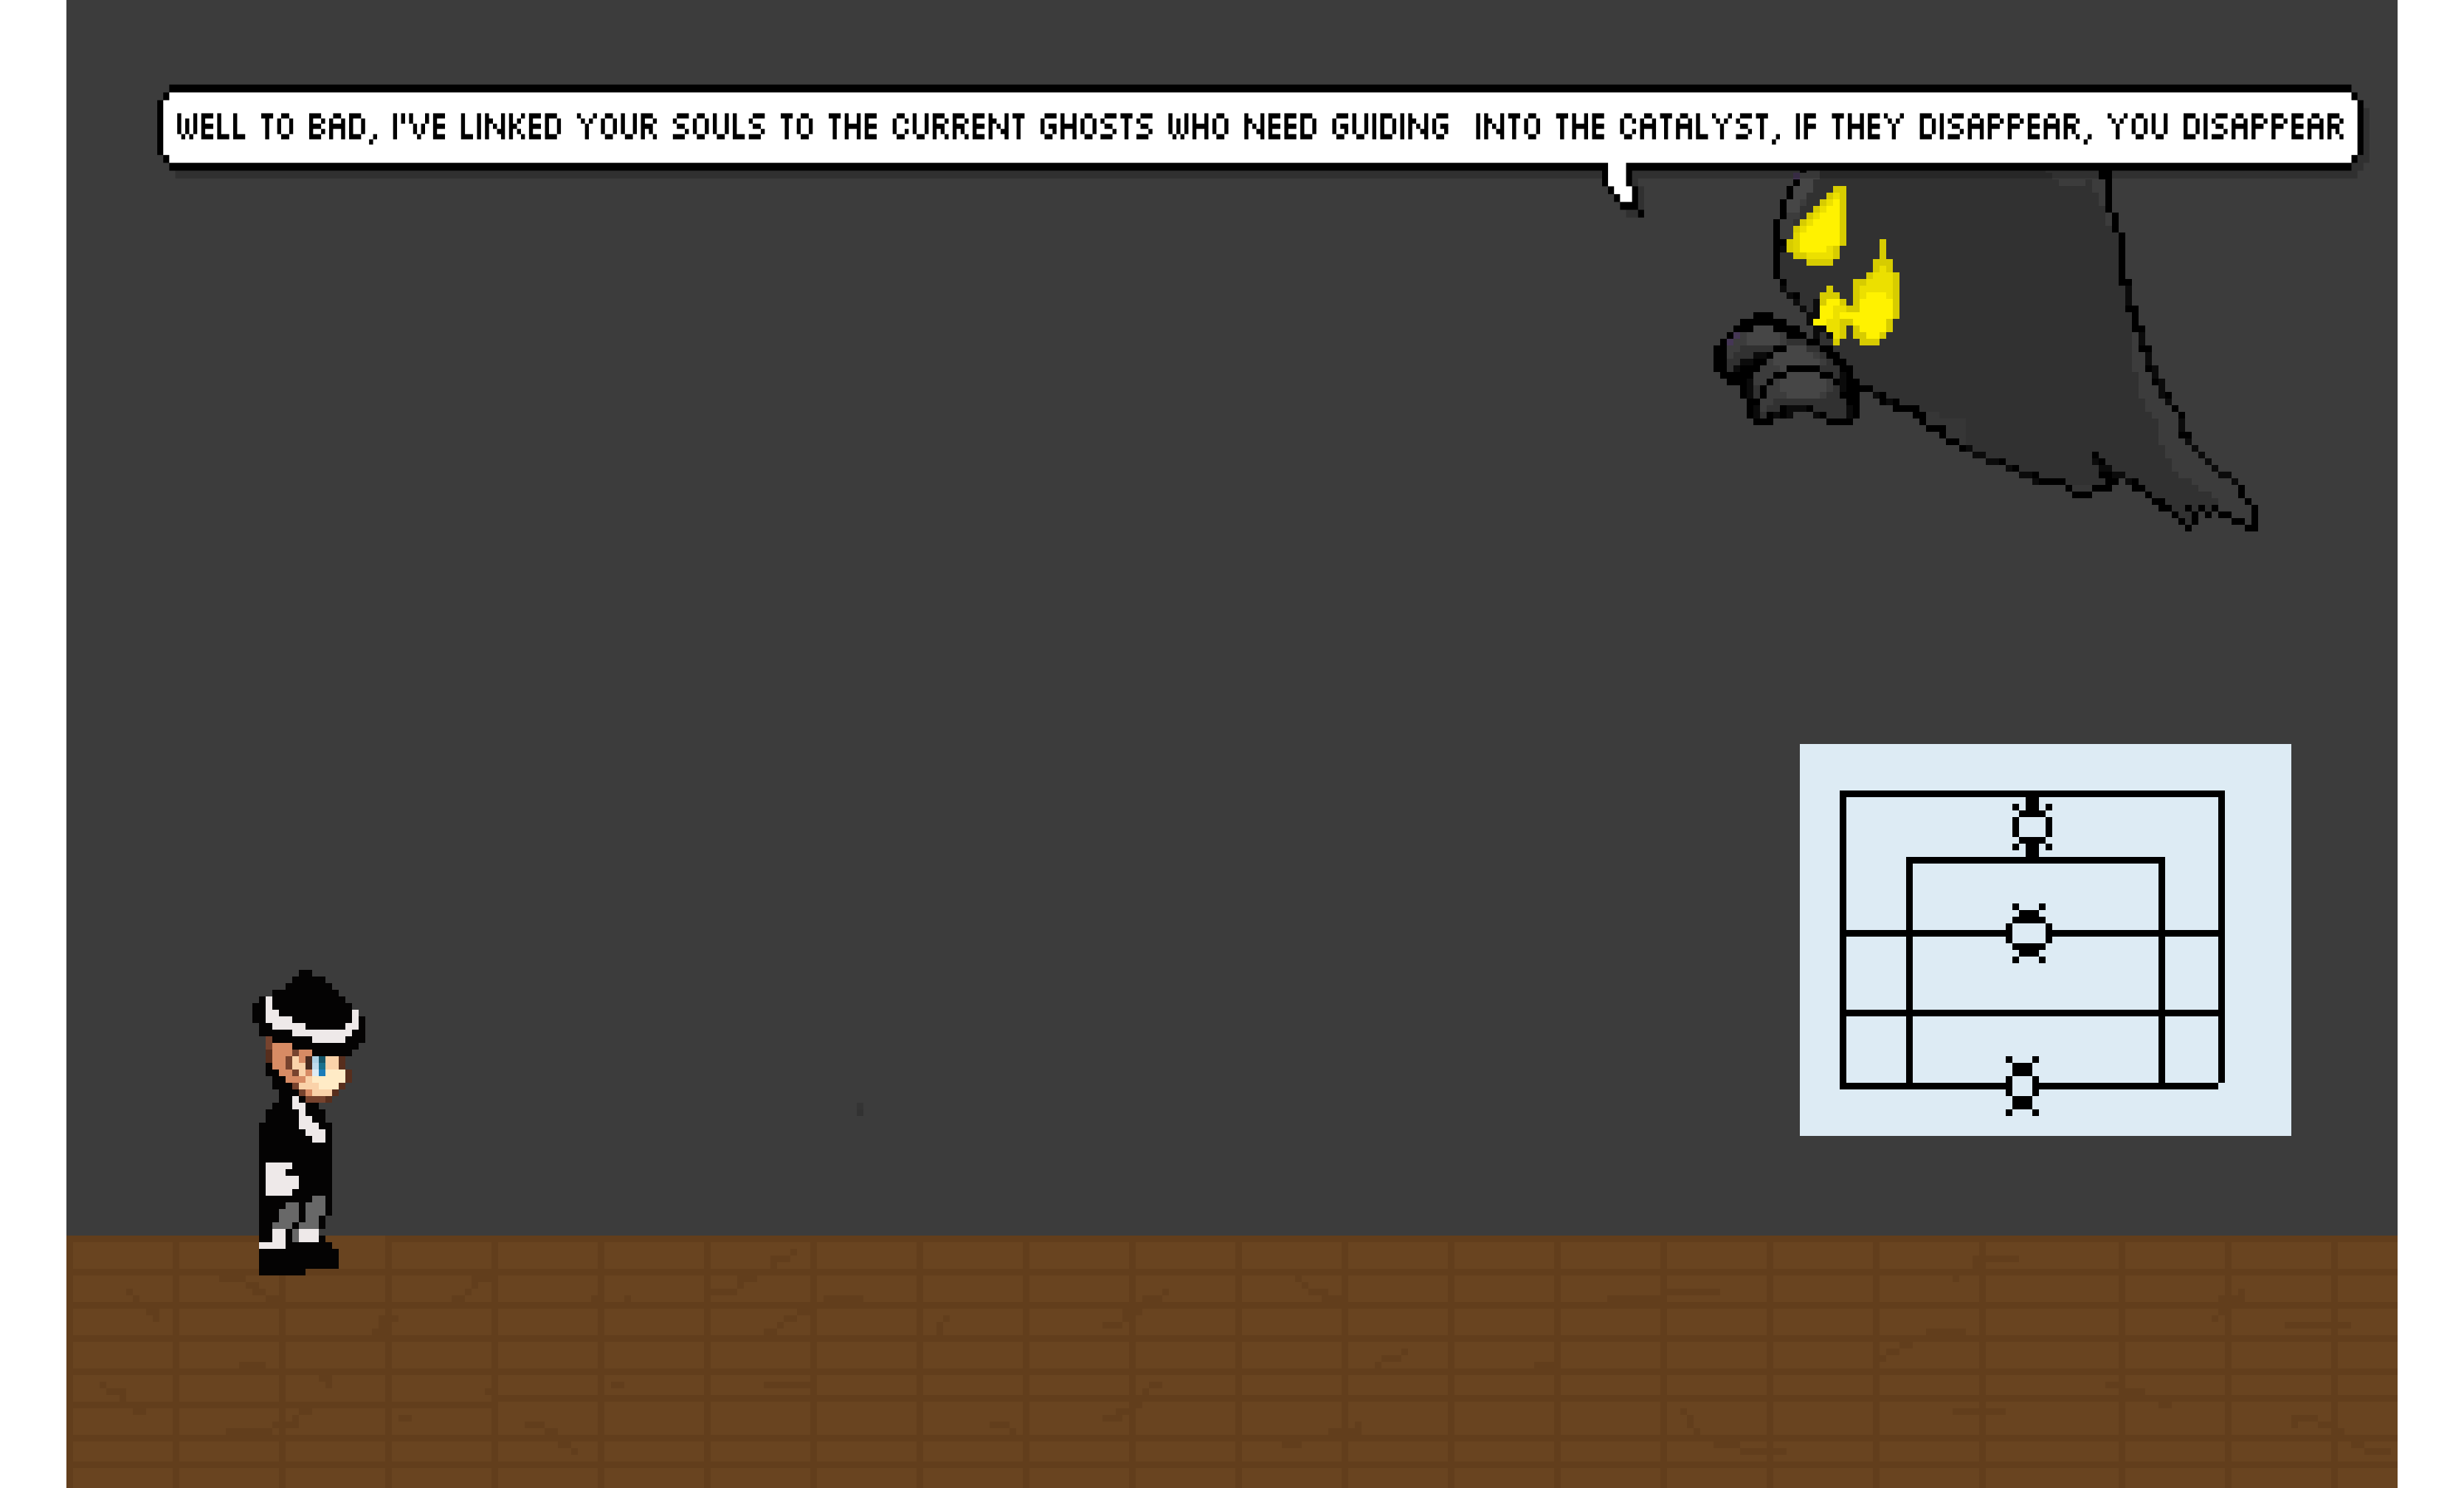 WELL TO BAD, I'VE LINKED YOUR SOULS TO THE CURRENT GHOSTS WHO NEED GUIDING  INTO THE CATALYST, IF THEY DISAPPEAR, YOU DISAPPEAR